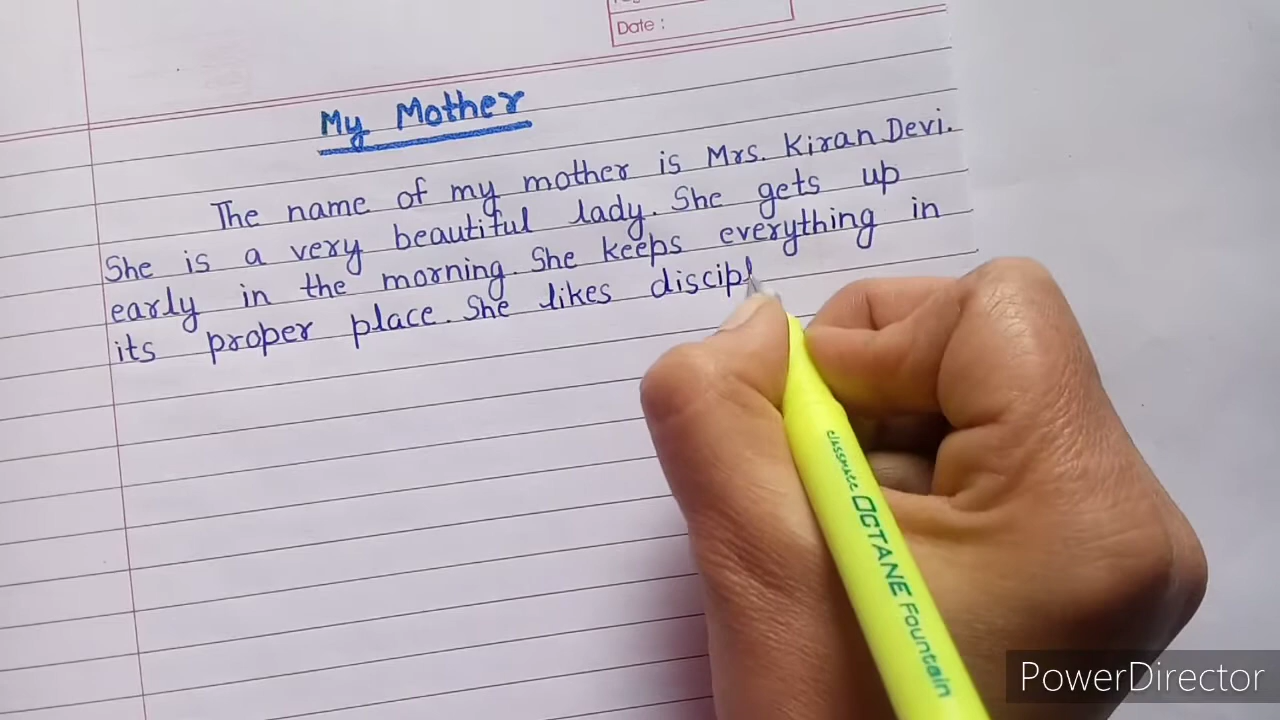 Date :
My Mother
The name of my mother is Mrs. Kiran Devi.
She is a very beautiful lady. She gets up
early in the morning. She keeps everything in
its proper place. She likes discipl
classmate OCTANE Fountain
PowerDirector